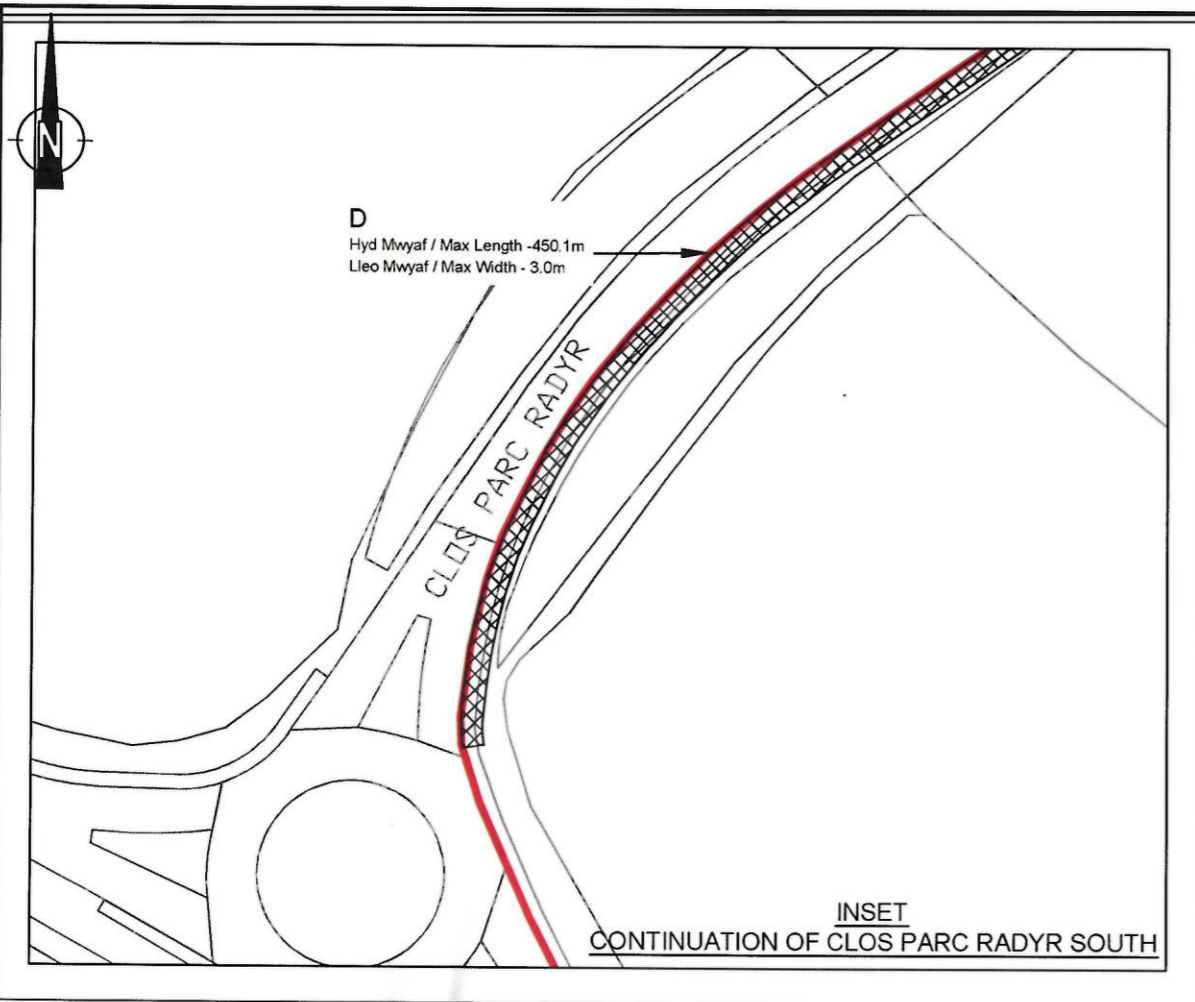 N
D
Hyd Mwyaf / Max Length -450.1m
Lleo Mwyaf / Max Width - 3.0m
CLOS PARC RADYR
INSET
CONTINUATION OF CLOS PARC RADYR SOUTH